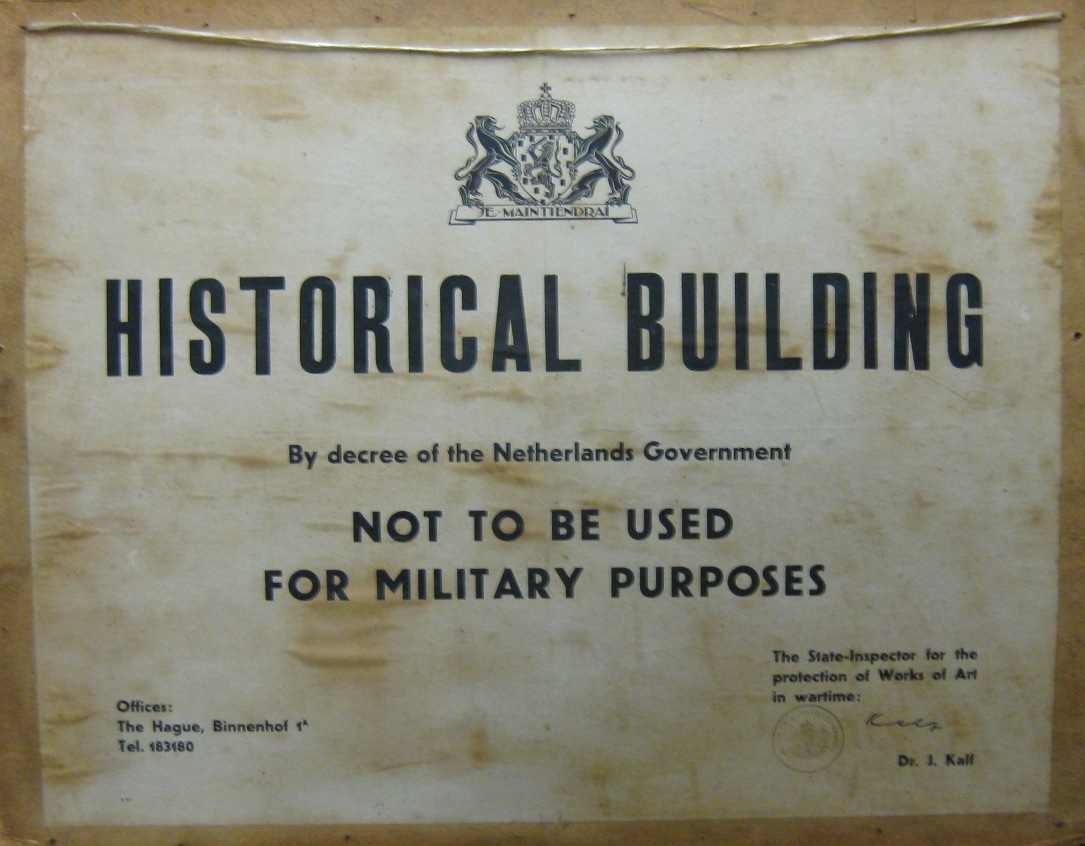 JE MAINTIENDRAI
HISTORICAL BUILDING
By decree of the Netherlands Government
NOT TO BE USED
FOR MILITARY PURPOSES
The State-Inspector for the
protection of Works of Art
in wartime:
Dr. J. Kalf
Offices:
The Hague, Binnenhof 1ᴬ
Tel. 183180